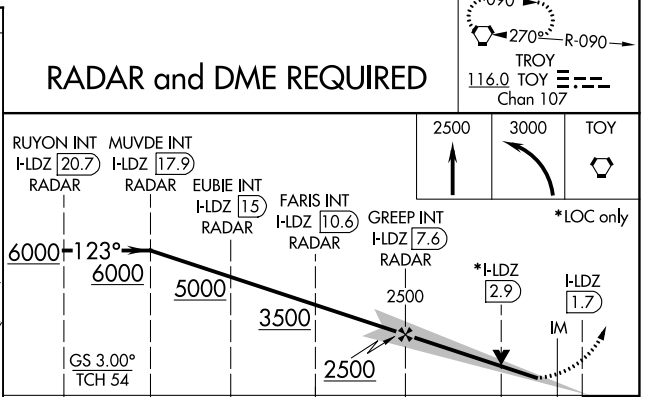 090
270°
R-090
TROY
116.0 TOY
Chan 107
RADAR and DME REQUIRED
2500
3000
TOY
*LOC only
RUYON INT
I-LDZ 20.7
RADAR
MUVDE INT
I-LDZ 17.9
RADAR
EUBIE INT
I-LDZ 15
RADAR
FARIS INT
I-LDZ 10.6
RADAR
GREEP INT
I-LDZ 7.6
RADAR
*I-LDZ
2.9
I-LDZ
1.7
6000
123°
6000
5000
3500
2500
2500
IM
GS 3.00°
TCH 54